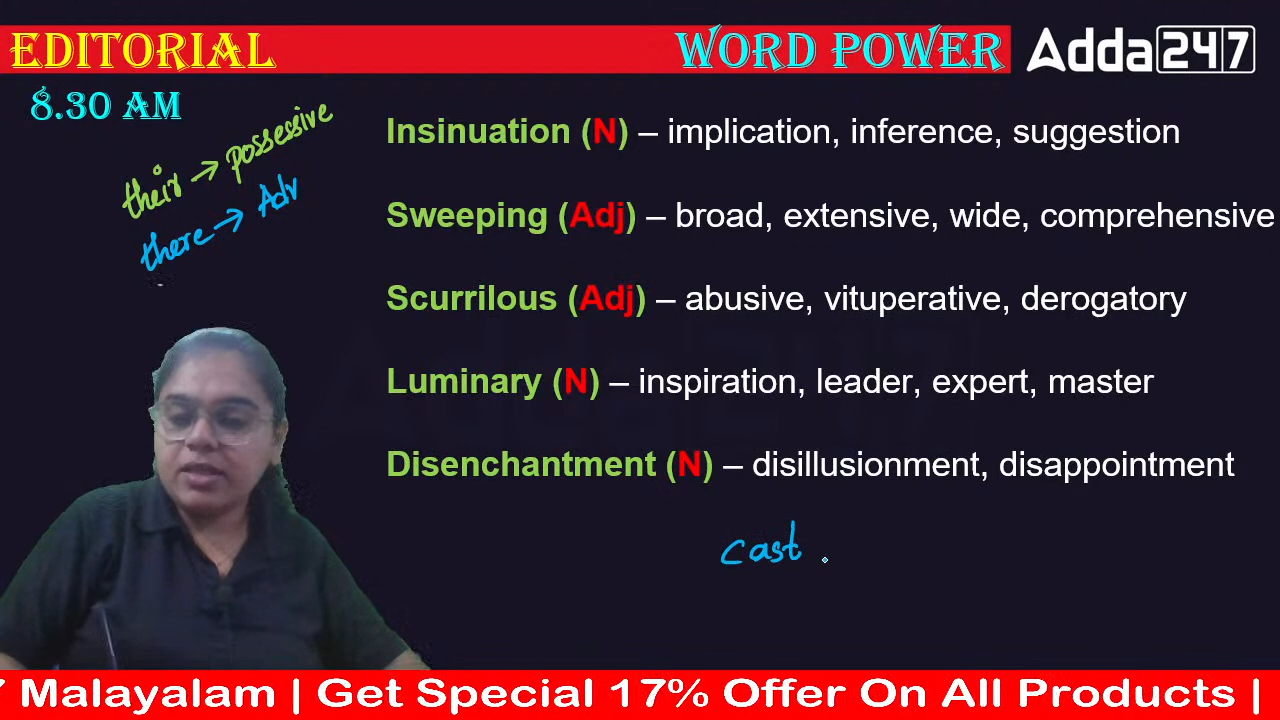 EDITORIAL
WORD POWER
Adda247
8.30 AM
their → possessive
there → Adv
Insinuation (N) – implication, inference, suggestion
Sweeping (Adj) – broad, extensive, wide, comprehensive
Scurrilous (Adj) – abusive, vituperative, derogatory
Luminary (N) – inspiration, leader, expert, master
Disenchantment (N) – disillusionment, disappointment
cast
7 Malayalam | Get Special 17% Offer On All Products |